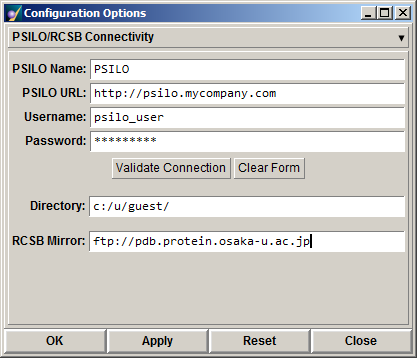 Configuration Options
PSILO/RCSB Connectivity
PSILO Name: PSILO
PSILO URL: http://psilo.mycompany.com
Username: psilo_user
Password: *********
Validate Connection Clear Form
Directory: c:/u/guest/
RCSB Mirror: ftp://pdb.protein.osaka-u.ac.jp
OK Apply Reset Close